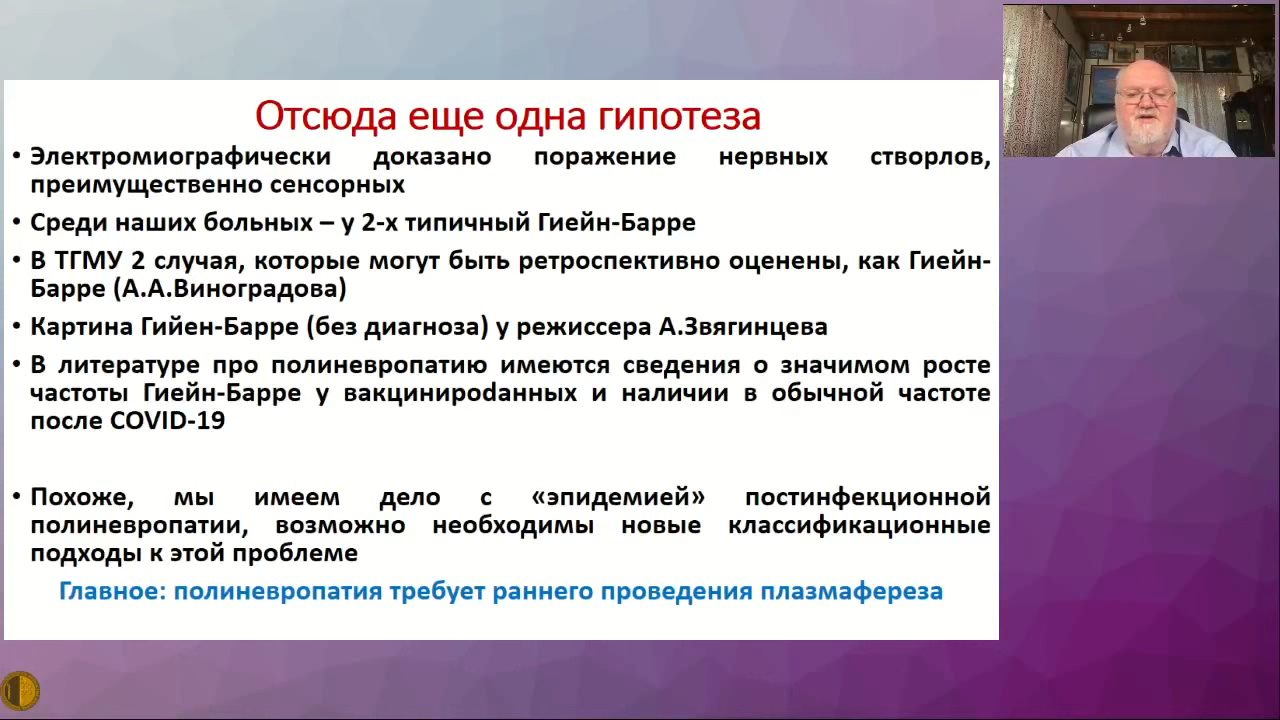 Отсюда еще одна гипотеза
• Электромиографически доказано поражение нервных створлов,
преимущественно сенсорных
• Среди наших больных – у 2-х типичный Гиейн-Барре
• В ТГМУ 2 случая, которые могут быть ретроспективно оценены, как Гиейн-
Барре (А.А.Виноградова)
• Картина Гийен-Барре (без диагноза) у режиссера А.Звягинцева
• В литературе про полиневропатию имеются сведения о значимом росте
частоты Гиейн-Барре у вакцинироdанных и наличии в обычной частоте
после COVID-19
• Похоже, мы имеем дело с «эпидемией» постинфекционной
полиневропатии, возможно необходимы новые классификационные
подходы к этой проблеме
Главное: полиневропатия требует раннего проведения плазмафереза